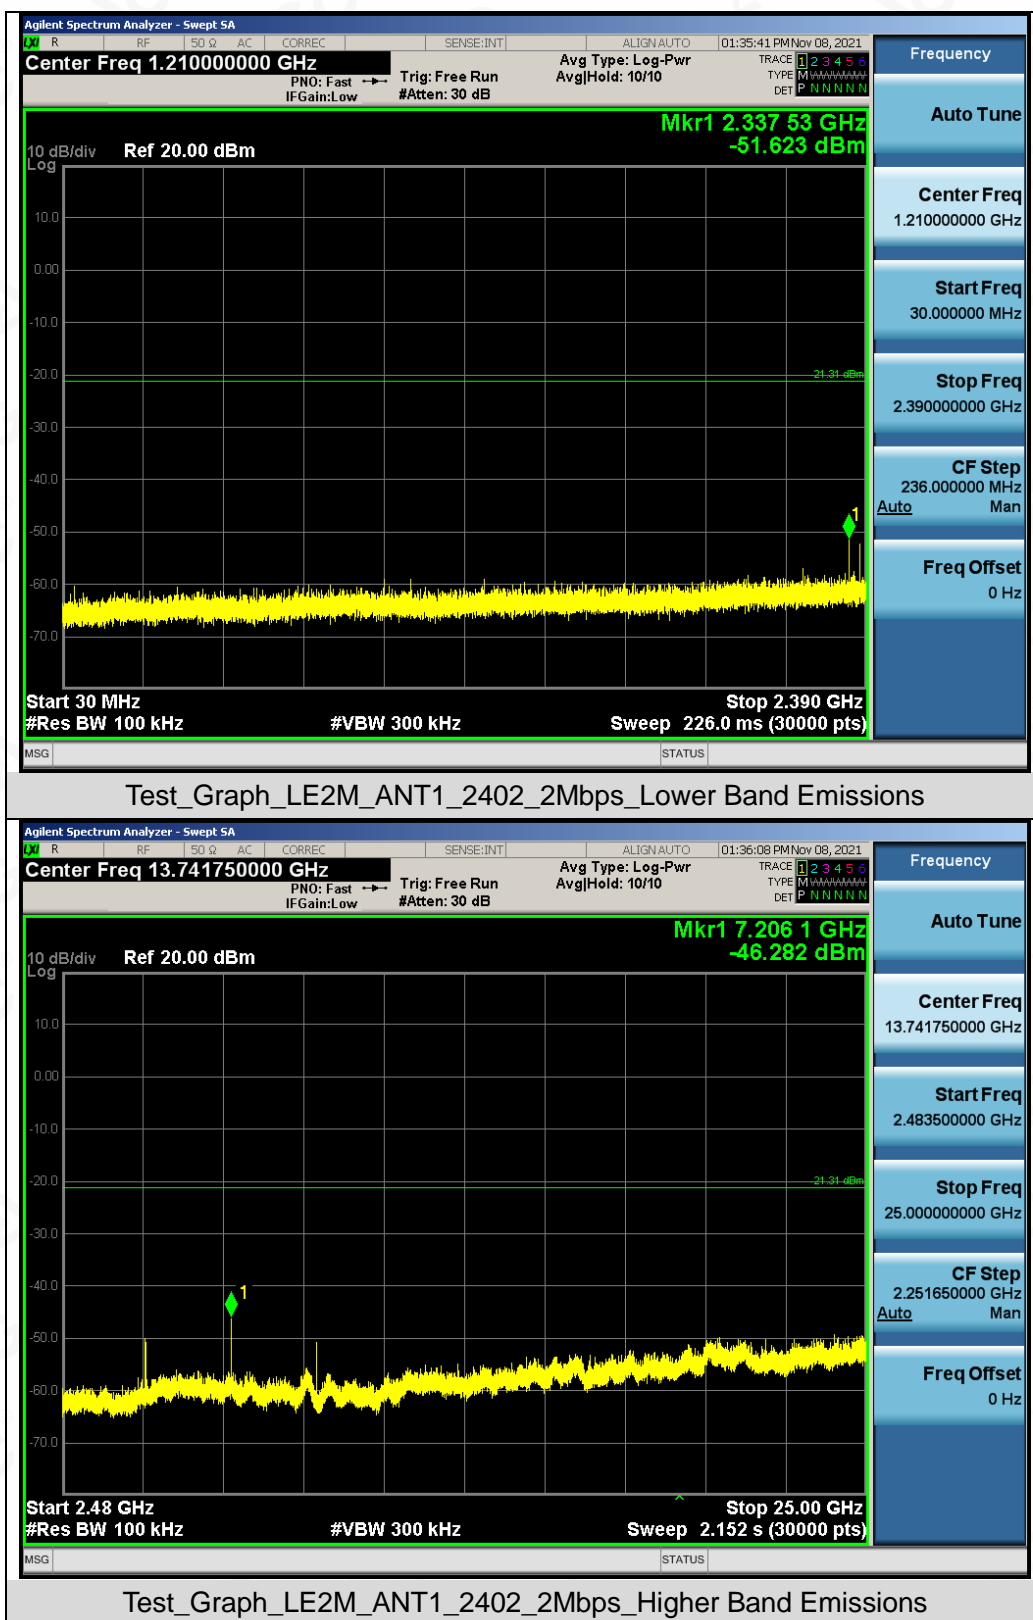 Agilent Spectrum Analyzer - Swept SA
LXI R RF 50 Ω AC CORREC SENSE:INT ALIGN AUTO 01:35:41 PM Nov 08, 2021
Center Freq 1.210000000 GHz Avg Type: Log-Pwr TRACE 1 2 3 4 5 6
PNO: Fast Trig: Free Run Avg|Hold: 10/10 TYPE M
IFGain:Low #Atten: 30 dB DET P N N N N N
Frequency
Auto Tune
Center Freq
1.210000000 GHz
Start Freq
30.000000 MHz
Stop Freq
2.390000000 GHz
CF Step
236.000000 MHz
Auto Man
Freq Offset
0 Hz
Mkr1 2.337 53 GHz
10 dB/div Ref 20.00 dBm -51.623 dBm
Log
10.0
0.00
-10.0
-20.0
-21.31 dBm
-30.0
-40.0
1
-50.0
-60.0
-70.0
Start 30 MHz Stop 2.390 GHz
#Res BW 100 kHz #VBW 300 kHz Sweep 226.0 ms (30000 pts)
MSG STATUS
Test_Graph_LE2M_ANT1_2402_2Mbps_Lower Band Emissions
Agilent Spectrum Analyzer - Swept SA
LXI R RF 50 Ω AC CORREC SENSE:INT ALIGN AUTO 01:36:08 PM Nov 08, 2021
Center Freq 13.741750000 GHz Avg Type: Log-Pwr TRACE 1 2 3 4 5 6
PNO: Fast Trig: Free Run Avg|Hold: 10/10 TYPE M
IFGain:Low #Atten: 30 dB DET P N N N N N
Frequency
Auto Tune
Center Freq
13.741750000 GHz
Start Freq
2.483500000 GHz
Stop Freq
25.000000000 GHz
CF Step
2.251650000 GHz
Auto Man
Freq Offset
0 Hz
Mkr1 7.206 1 GHz
10 dB/div Ref 20.00 dBm -46.282 dBm
Log
10.0
0.00
-10.0
-20.0
-21.31 dBm
-30.0
-40.0
1
-50.0
-60.0
-70.0
Start 2.48 GHz Stop 25.00 GHz
#Res BW 100 kHz #VBW 300 kHz Sweep 2.152 s (30000 pts)
MSG STATUS
Test_Graph_LE2M_ANT1_2402_2Mbps_Higher Band Emissions